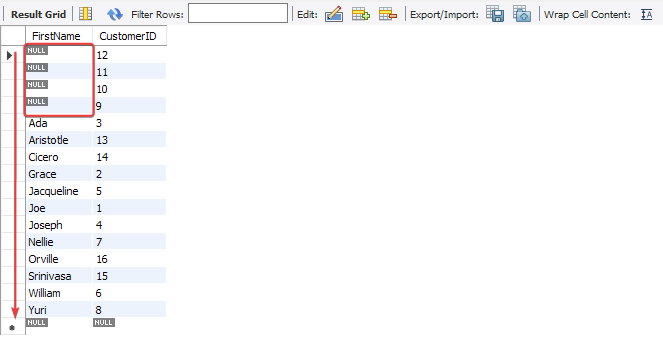 Result Grid Filter Rows: Edit: Export/Import: Wrap Cell Content: IA
FirstName CustomerID
NULL 12
NULL 11
NULL 10
NULL 9
Ada 3
Aristotle 13
Cicero 14
Grace 2
Jacqueline 5
Joe 1
Joseph 4
Nellie 7
Orville 16
Srinivasa 15
William 6
Yuri 8
NULL NULL